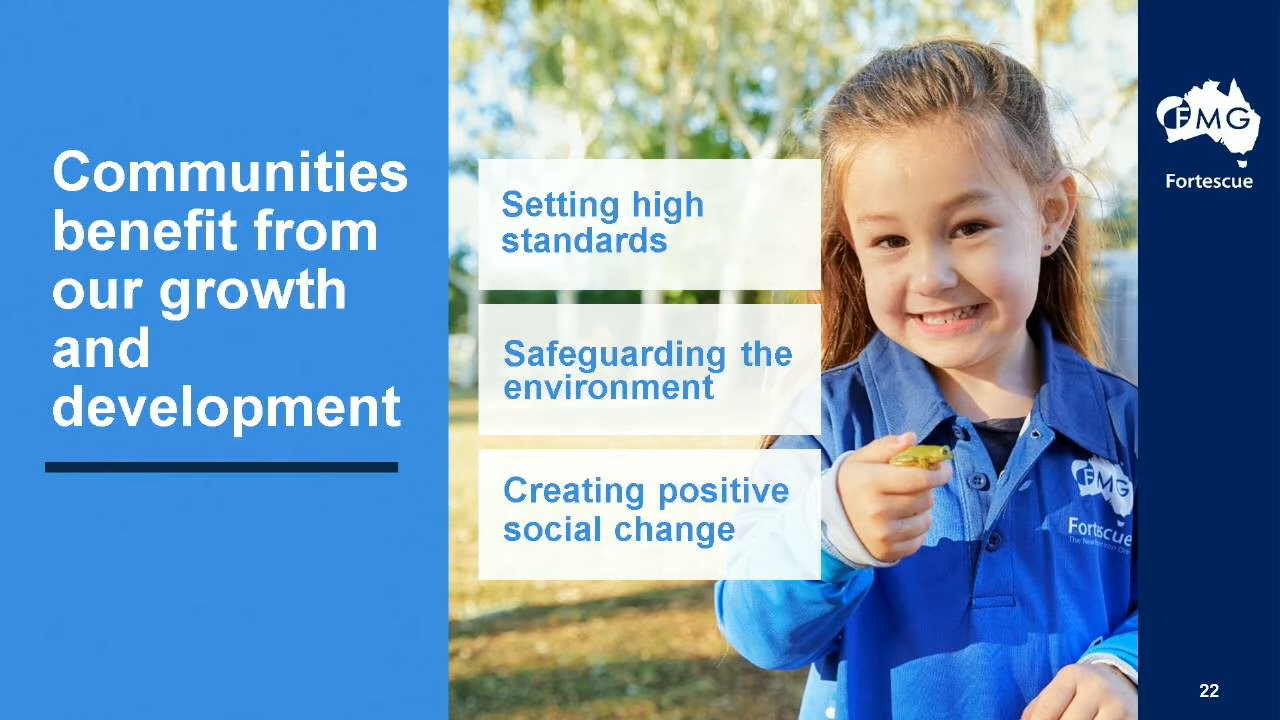 Communities
benefit from
our growth
and
development
Setting high
standards
Safeguarding the
environment
Creating positive
social change
FMG
Fortescue
FMG
Fortescue
22